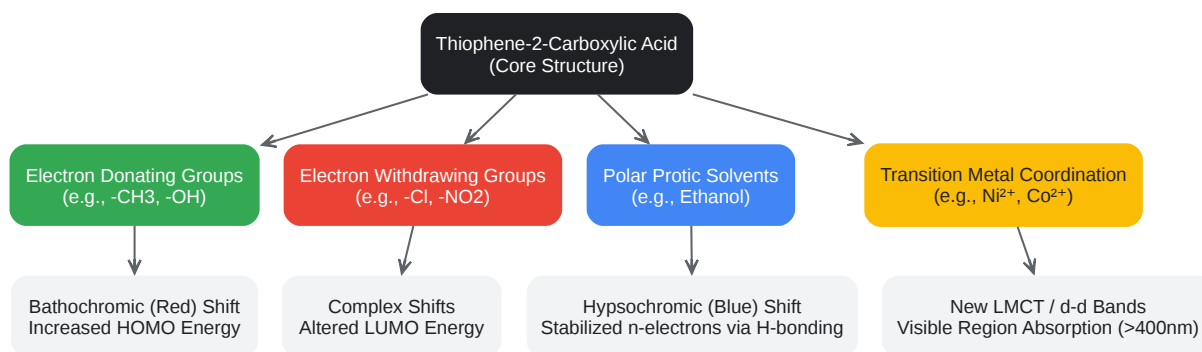 Thiophene-2-Carboxylic Acid
(Core Structure)
Electron Donating Groups
(e.g., -CH3, -OH)
Electron Withdrawing Groups
(e.g., -Cl, -NO2)
Polar Protic Solvents
(e.g., Ethanol)
Transition Metal Coordination
(e.g., Ni²⁺, Co²⁺)
Bathochromic (Red) Shift
Increased HOMO Energy
Complex Shifts
Altered LUMO Energy
Hypsochromic (Blue) Shift
Stabilized n-electrons via H-bonding
New LMCT / d-d Bands
Visible Region Absorption (>400nm)